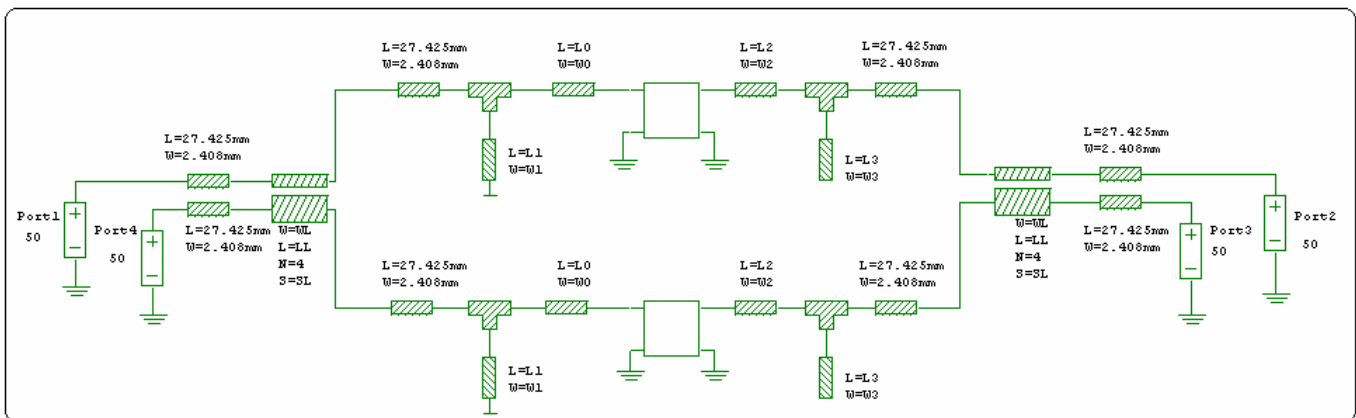 L=27.425mm
W=2.408mm
L=L0
W=W0
L=L2
W=W2
L=27.425mm
W=2.408mm
L=27.425mm
W=2.408mm
L=L1
W=W1
L=L3
W=W3
L=27.425mm
W=2.408mm
Port1
50
Port4
50
L=27.425mm
W=2.408mm
W=WL
L=LL
N=4
S=SL
W=WL
L=LL
N=4
S=SL
L=27.425mm
W=2.408mm
Port3
50
Port2
50
L=27.425mm
W=2.408mm
L=L0
W=W0
L=L2
W=W2
L=27.425mm
W=2.408mm
L=L1
W=W1
L=L3
W=W3